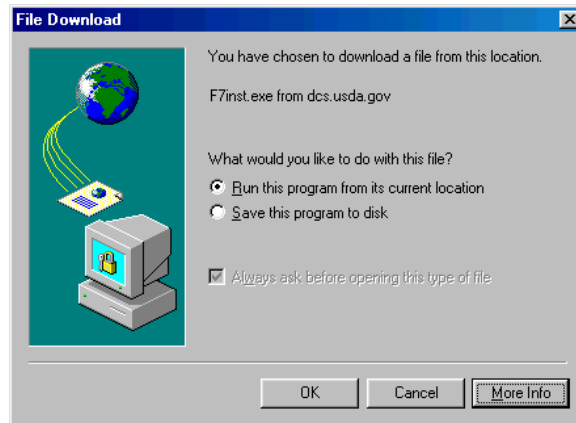 File Download
You have chosen to download a file from this location.
F7inst.exe from dcs.usda.gov
What would you like to do with this file?
Run this program from its current location
Save this program to disk
Always ask before opening this type of file
OK Cancel More Info